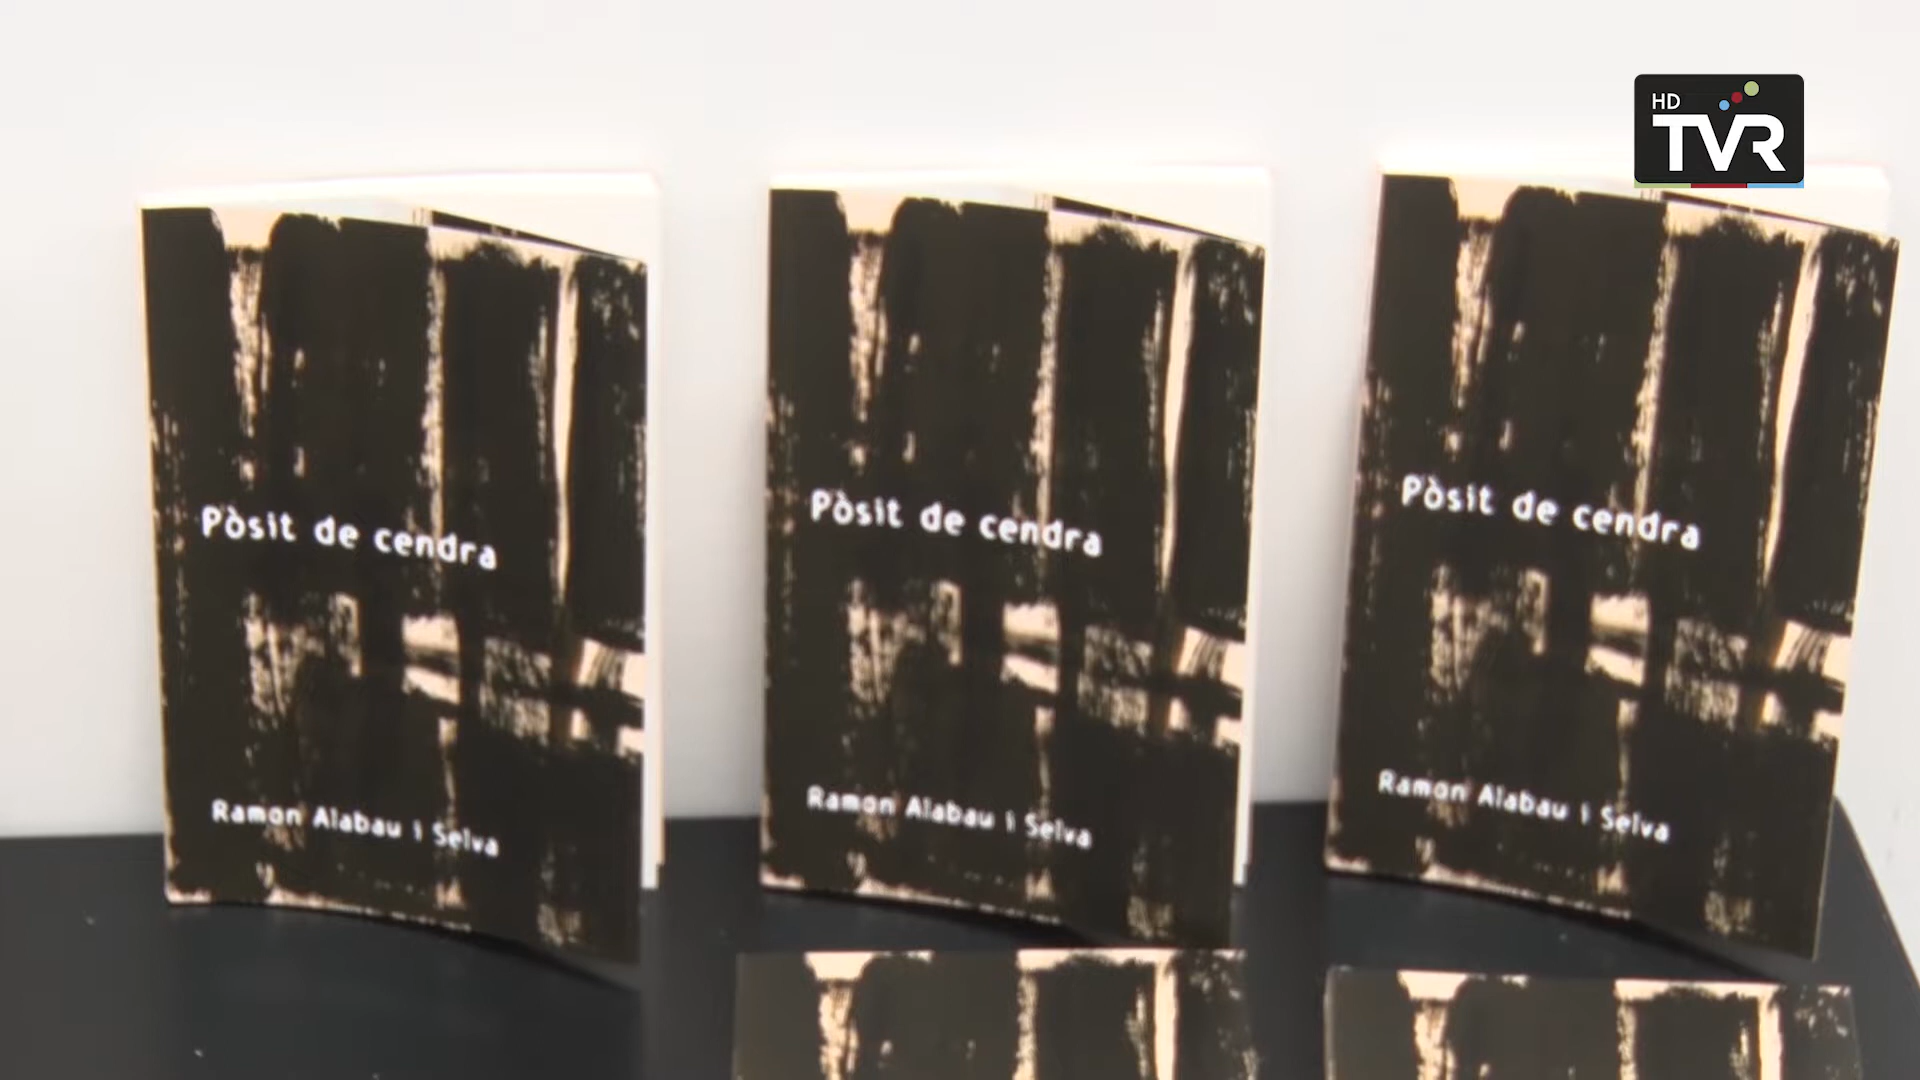 HD
TVR
Pòsit de cendra
Ramon Alabau i Selva
Pòsit de cendra
Ramon Alabau i Selva
Pòsit de cendra
Ramon Alabau i Selva